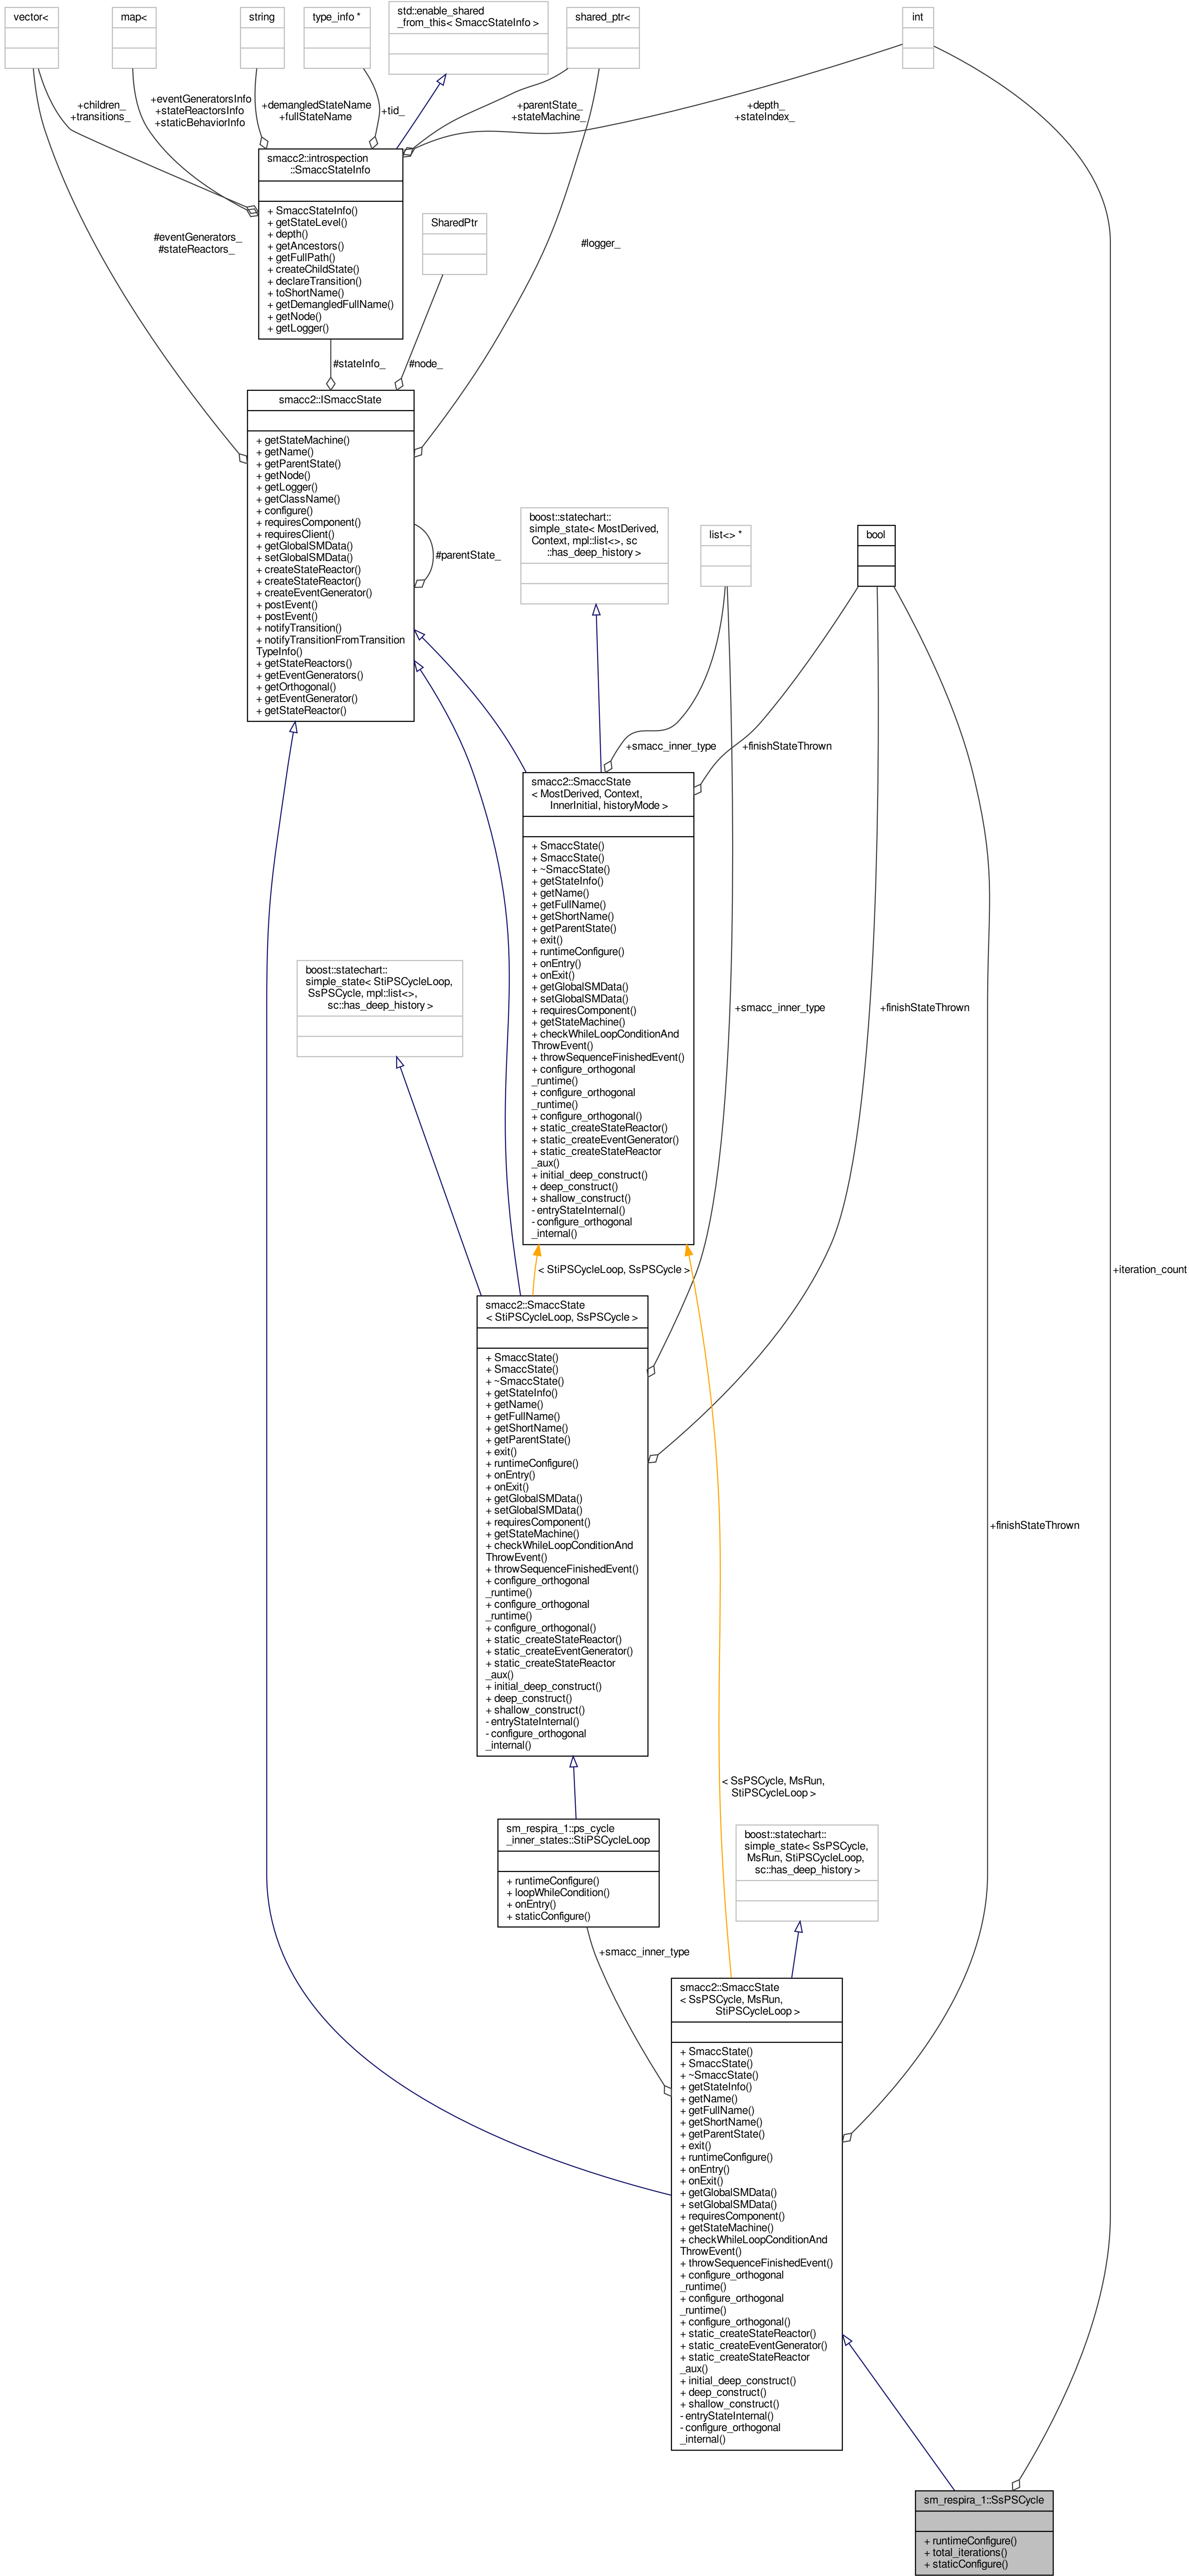 vector<
map<
string
type_info *
std::enable_shared
_from_this< SmaccStateInfo >
shared_ptr<
int
+children_
+transitions_
+eventGeneratorsInfo
+stateReactorsInfo
+staticBehaviorInfo
+demangledStateName
+fullStateName
+tid_
+parentState_
+stateMachine_
+depth_
+stateIndex_
smacc2::introspection
::SmaccStateInfo
+ SmaccStateInfo()
+ getStateLevel()
+ depth()
+ getAncestors()
+ getFullPath()
+ createChildState()
+ declareTransition()
+ toShortName()
+ getDemangledFullName()
+ getNode()
+ getLogger()
SharedPtr
#eventGenerators_
#stateReactors_
#logger_
#stateInfo_
#node_
smacc2::ISmaccState
+ getStateMachine()
+ getName()
+ getParentState()
+ getNode()
+ getLogger()
+ getClassName()
+ configure()
+ requiresComponent()
+ requiresClient()
+ getGlobalSMData()
+ setGlobalSMData()
+ createStateReactor()
+ createStateReactor()
+ createEventGenerator()
+ postEvent()
+ postEvent()
+ notifyTransition()
+ notifyTransitionFromTransition
TypeInfo()
+ getStateReactors()
+ getEventGenerators()
+ getOrthogonal()
+ getEventGenerator()
+ getStateReactor()
#parentState_
boost::statechart::
simple_state< MostDerived,
Context, mpl::list<>, sc
::has_deep_history >
list<> *
bool
+smacc_inner_type
+finishStateThrown
smacc2::SmaccState
< MostDerived, Context,
InnerInitial, historyMode >
+ SmaccState()
+ SmaccState()
+ ~SmaccState()
+ getStateInfo()
+ getName()
+ getFullName()
+ getShortName()
+ getParentState()
+ exit()
+ runtimeConfigure()
+ onEntry()
+ onExit()
+ getGlobalSMData()
+ setGlobalSMData()
+ requiresComponent()
+ getStateMachine()
+ checkWhileLoopConditionAnd
ThrowEvent()
+ throwSequenceFinishedEvent()
+ configure_orthogonal
_runtime()
+ configure_orthogonal
_runtime()
+ configure_orthogonal()
+ static_createStateReactor()
+ static_createEventGenerator()
+ static_createStateReactor
_aux()
+ initial_deep_construct()
+ deep_construct()
+ shallow_construct()
- entryStateInternal()
- configure_orthogonal
_internal()
boost::statechart::
simple_state< StiPSCycleLoop,
SsPSCycle, mpl::list<>,
sc::has_deep_history >
+smacc_inner_type
+finishStateThrown
< StiPSCycleLoop, SsPSCycle >
+iteration_count
smacc2::SmaccState
< StiPSCycleLoop, SsPSCycle >
+ SmaccState()
+ SmaccState()
+ ~SmaccState()
+ getStateInfo()
+ getName()
+ getFullName()
+ getShortName()
+ getParentState()
+ exit()
+ runtimeConfigure()
+ onEntry()
+ onExit()
+ getGlobalSMData()
+ setGlobalSMData()
+ requiresComponent()
+ getStateMachine()
+ checkWhileLoopConditionAnd
ThrowEvent()
+ throwSequenceFinishedEvent()
+ configure_orthogonal
_runtime()
+ configure_orthogonal
_runtime()
+ configure_orthogonal()
+ static_createStateReactor()
+ static_createEventGenerator()
+ static_createStateReactor
_aux()
+ initial_deep_construct()
+ deep_construct()
+ shallow_construct()
- entryStateInternal()
- configure_orthogonal
_internal()
+finishStateThrown
< SsPSCycle, MsRun,
StiPSCycleLoop >
sm_respira_1::ps_cycle
_inner_states::StiPSCycleLoop
+ runtimeConfigure()
+ loopWhileCondition()
+ onEntry()
+ staticConfigure()
boost::statechart::
simple_state< SsPSCycle,
MsRun, StiPSCycleLoop,
sc::has_deep_history >
+smacc_inner_type
smacc2::SmaccState
< SsPSCycle, MsRun,
StiPSCycleLoop >
+ SmaccState()
+ SmaccState()
+ ~SmaccState()
+ getStateInfo()
+ getName()
+ getFullName()
+ getShortName()
+ getParentState()
+ exit()
+ runtimeConfigure()
+ onEntry()
+ onExit()
+ getGlobalSMData()
+ setGlobalSMData()
+ requiresComponent()
+ getStateMachine()
+ checkWhileLoopConditionAnd
ThrowEvent()
+ throwSequenceFinishedEvent()
+ configure_orthogonal
_runtime()
+ configure_orthogonal
_runtime()
+ configure_orthogonal()
+ static_createStateReactor()
+ static_createEventGenerator()
+ static_createStateReactor
_aux()
+ initial_deep_construct()
+ deep_construct()
+ shallow_construct()
- entryStateInternal()
- configure_orthogonal
_internal()
sm_respira_1::SsPSCycle
+ runtimeConfigure()
+ total_iterations()
+ staticConfigure()